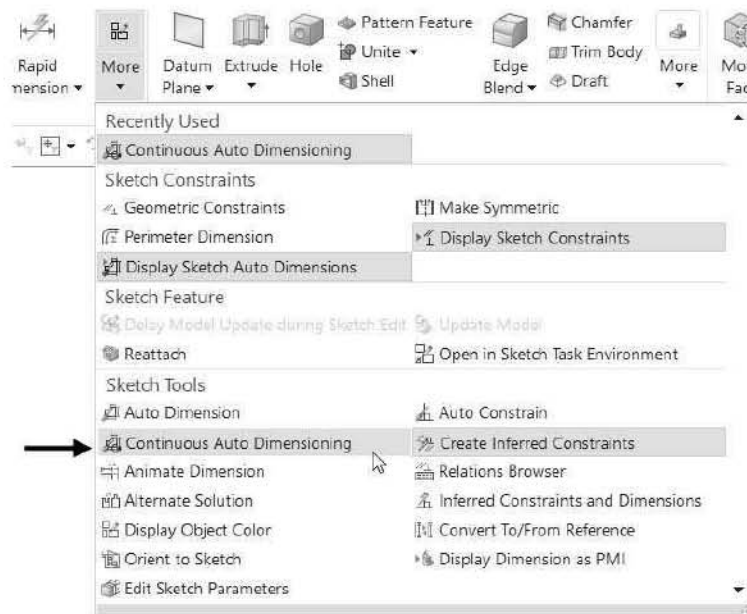 Pattern Feature
Chamfer
Unite
Trim Body
Rapid
More
Datum
Extrude
Hole
Shell
Edge
Draft
More
Plane
Blend
Recently Used
Continuous Auto Dimensioning
Sketch Constraints
Geometric Constraints
Make Symmetric
Perimeter Dimension
Display Sketch Constraints
Display Sketch Auto Dimensions
Sketch Feature
Delay Model Update during Sketch Edit
Update Model
Reattach
Open in Sketch Task Environment
Sketch Tools
Auto Dimension
Auto Constrain
Continuous Auto Dimensioning
Create Inferred Constraints
Animate Dimension
Relations Browser
Alternate Solution
Inferred Constraints and Dimensions
Display Object Color
Convert To/From Reference
Orient to Sketch
Display Dimension as PMI
Edit Sketch Parameters